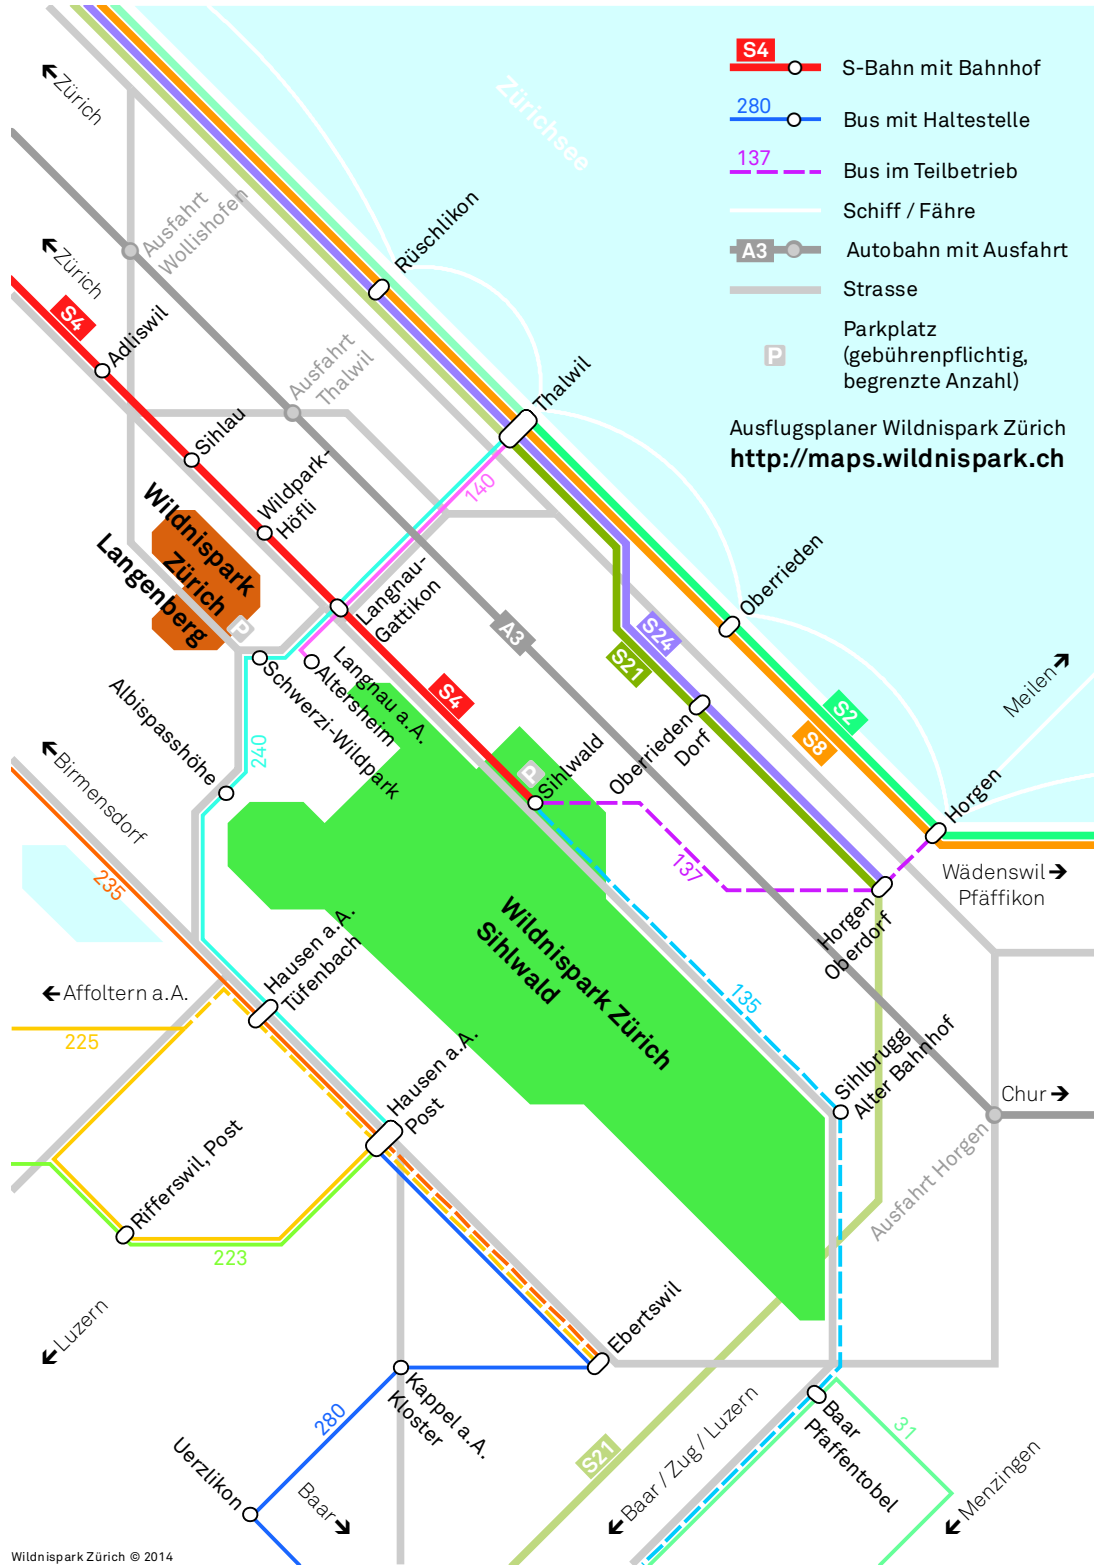 Zürich
Zürichsee
S4
S-Bahn mit Bahnhof
280
Bus mit Haltestelle
137
Bus im Teilbetrieb
Schiff / Fähre
A3
Autobahn mit Ausfahrt
Strasse
P
Parkplatz
(gebührenpflichtig,
begrenzte Anzahl)
Ausflugsplaner Wildnispark Zürich
http://maps.wildnispark.ch
Ausfahrt
Wollishofen
Rüschlikon
Zürich
S4
Adliswil
Ausfahrt
Thalwil
Thalwil
Sihlau
Wildpark-
Höfli
140
Wildnispark
Zürich
Langenberg
P
Langnau-
Gattikon
A3
Oberrieden
S24
S21
Langnau a.A.
Altersheim
Schwerzi-Wildpark
S4
Albispasshöhe
240
Oberrieden
Dorf
S2
S8
Meilen
Birmensdorf
P
Sihlwald
Horgen
235
137
Wädenswil
Pfäffikon
Horgen
Oberdorf
Wildnispark Zürich
Sihlwald
Hausen a.A.
Tüfenbach
Affoltern a.A.
225
135
Hausen a.A.
Post
Sihlbrugg
Alter Bahnhof
Chur
Ausfahrt Horgen
Rifferswil, Post
223
Luzern
Ebertswil
Kappel a.A.
Kloster
280
Uerzlikon
Baar
S21
Baar / Zug / Luzern
Baar
Pfaffentobel
31
Menzingen
Wildnispark Zürich © 2014